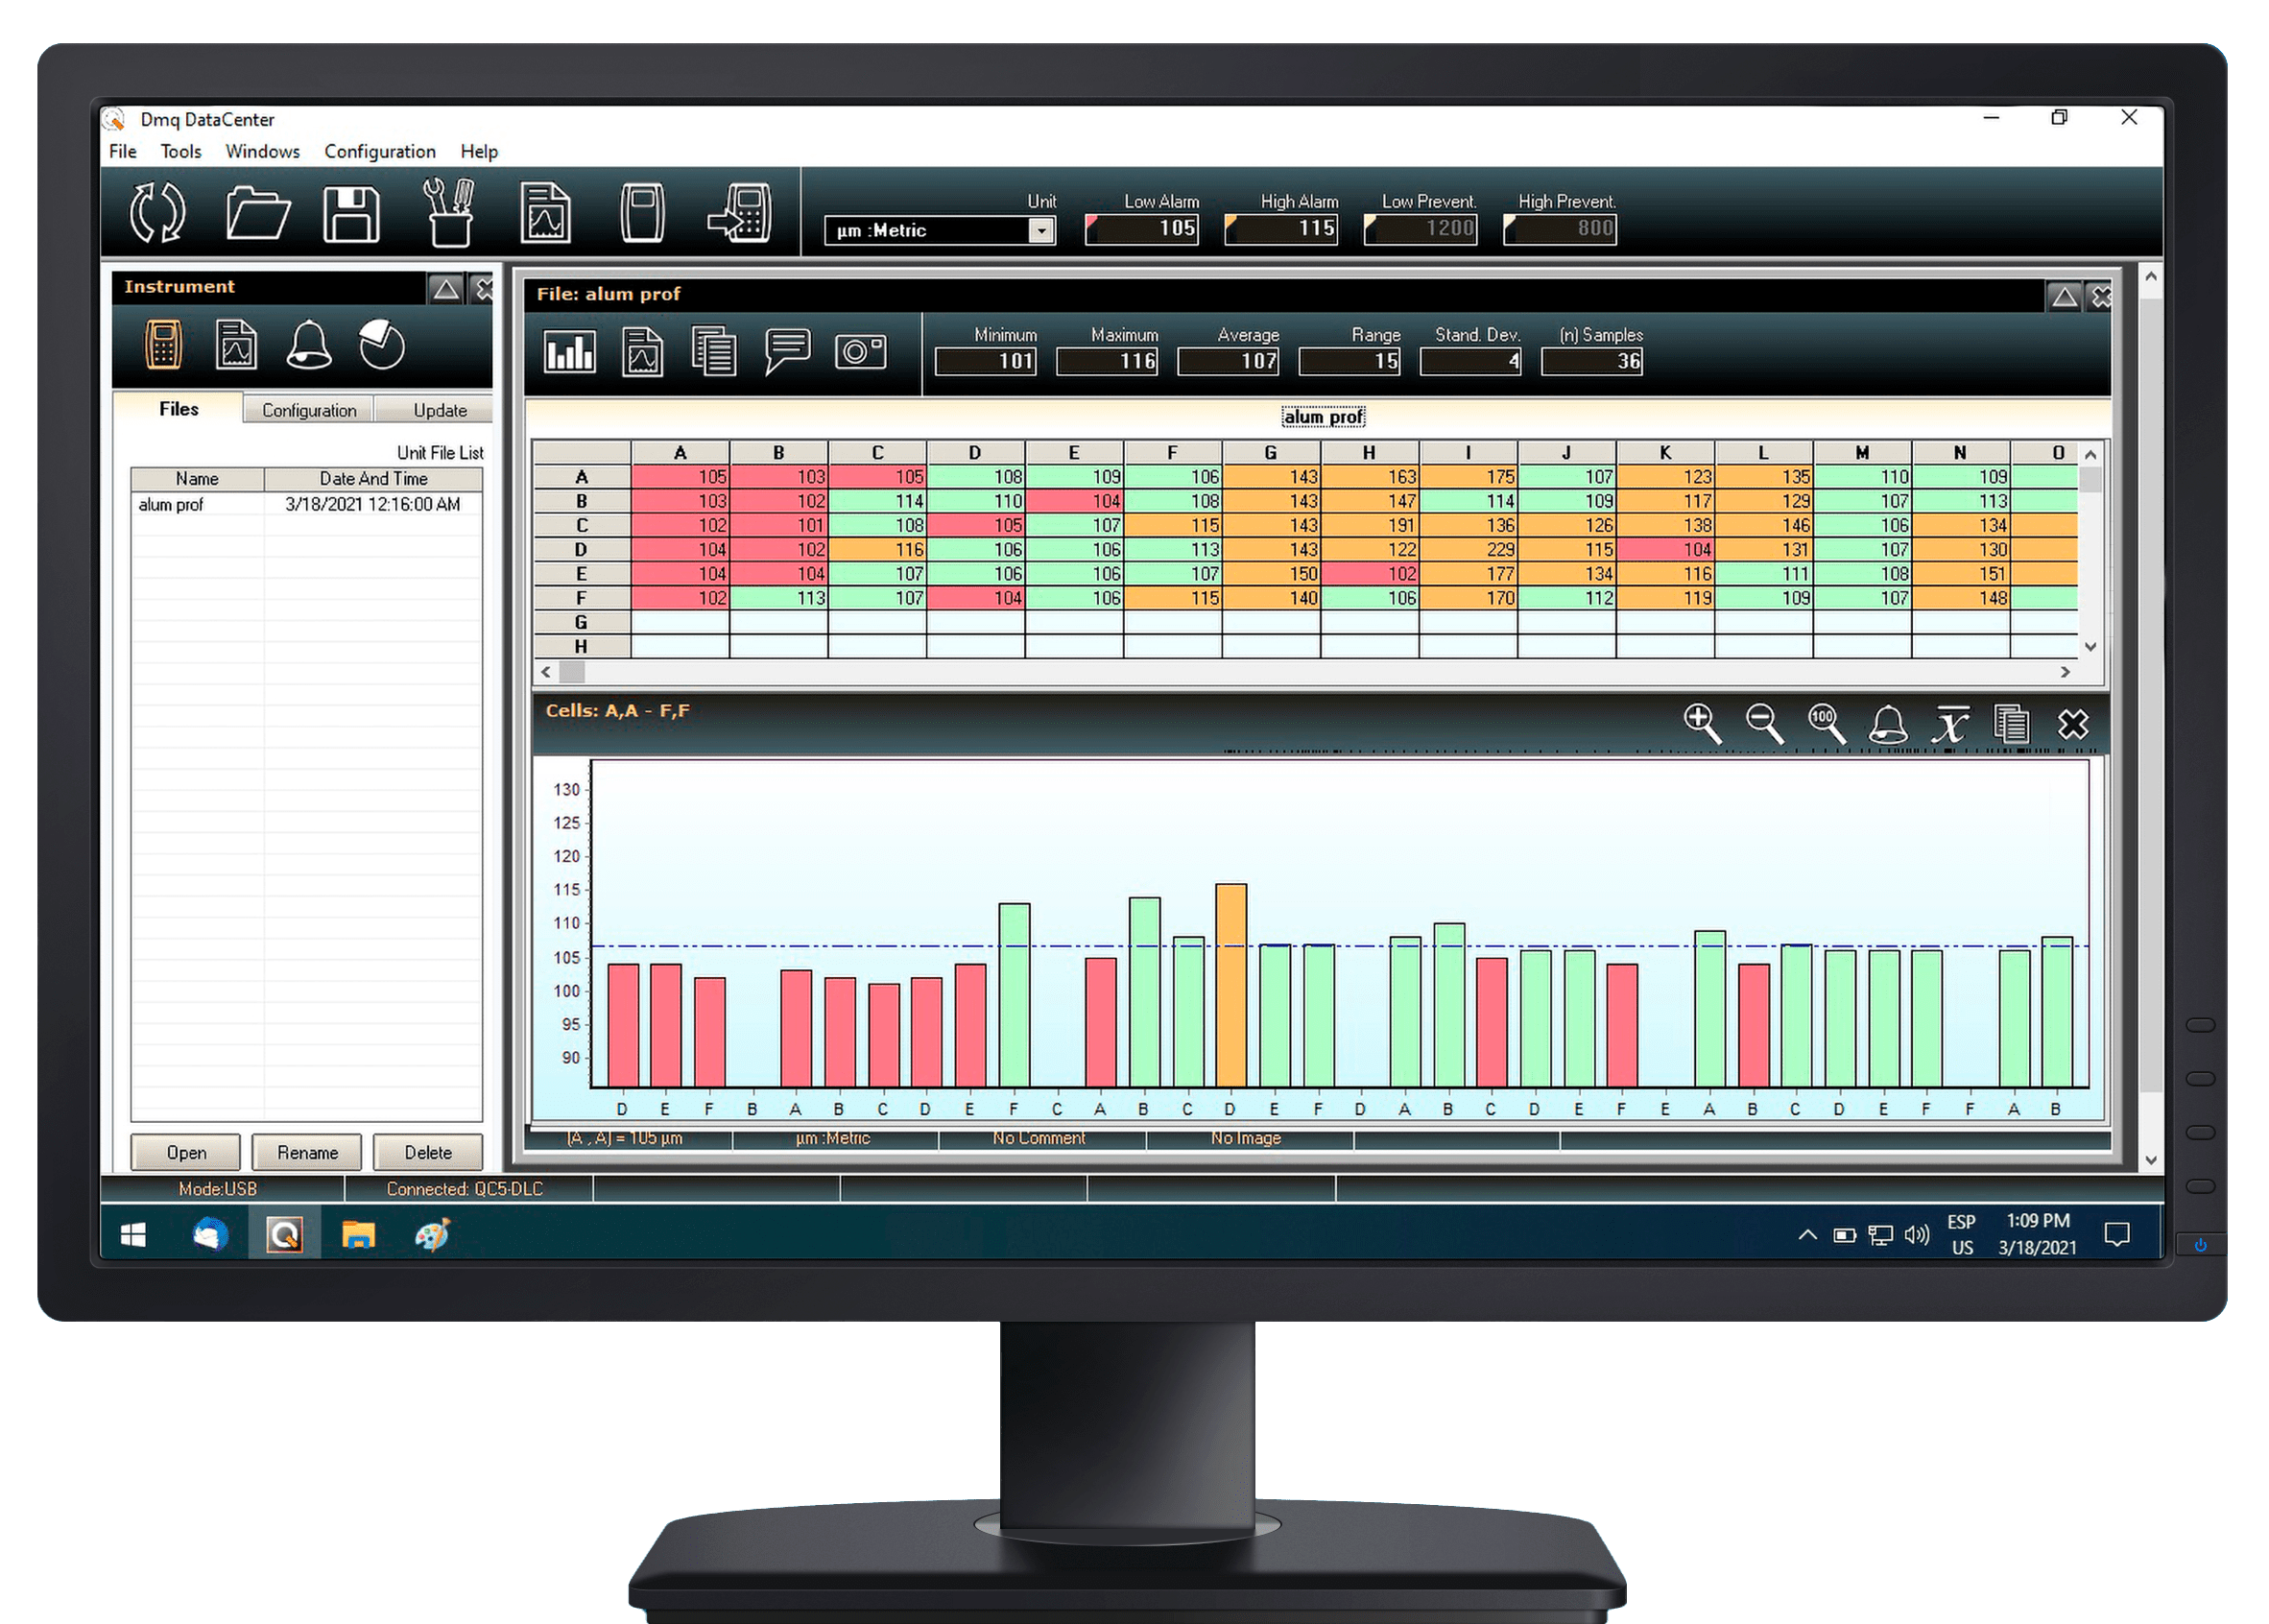 Dmq DataCenter
File Tools Windows Configuration Help
Unit Low Alarm High Alarm Low Prevent. High Prevent.
µm :Metric 105 115 1200 800
Instrument
Files Configuration Update
Unit File List
Name Date And Time
alum prof 3/18/2021 12:16:00 AM
Open Rename Delete
File: alum prof
Minimum Maximum Average Range Stand. Dev. (n) Samples
101 116 107 15 4 36
alum prof
A B C D E F G H I J K L M N O
A 105 103 105 108 109 106 143 163 175 107 123 135 110 109
B 103 102 114 110 104 108 143 147 114 109 117 129 107 113
C 102 101 108 105 107 115 143 191 136 126 138 146 106 134
D 104 102 116 106 106 113 143 122 229 115 104 131 107 130
E 104 104 107 106 106 107 150 102 177 134 116 111 108 151
F 102 113 107 104 106 115 140 106 170 112 119 109 107 148
G
H
Cells: A,A - F,F
100
130
125
120
115
110
105
100
95
90
D E F B A B C D E F C A B C D E F D A B C D E F E A B C D E F F A B
[A , A] = 105 µm µm :Metric No Comment No Image
Mode:USB Connected: QC5-DLC
ESP 1:09 PM
US 3/18/2021